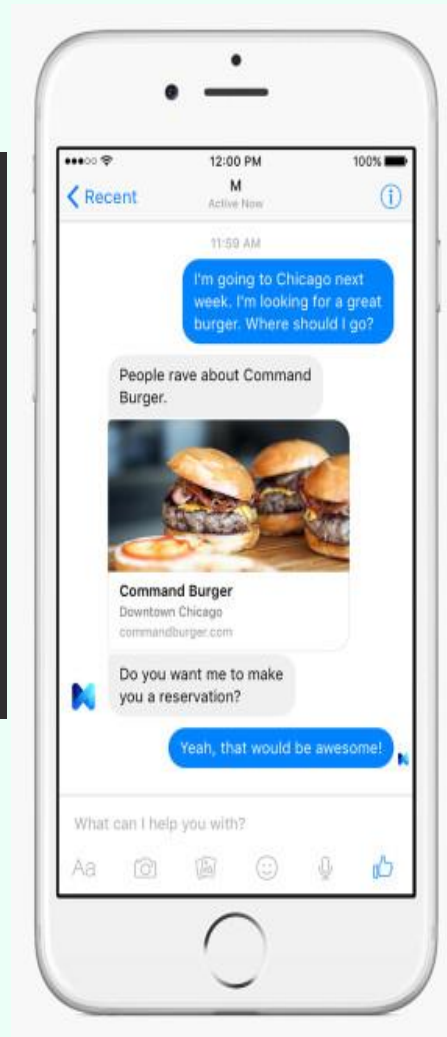 12:00 PM
100%
Recent
M
Active Now
11:59 AM
I'm going to Chicago next
week. I'm looking for a great
burger. Where should I go?
People rave about Command
Burger.
Command Burger
Downtown Chicago
commandburger.com
Do you want me to make
you a reservation?
Yeah, that would be awesome!
What can I help you with?
Aa